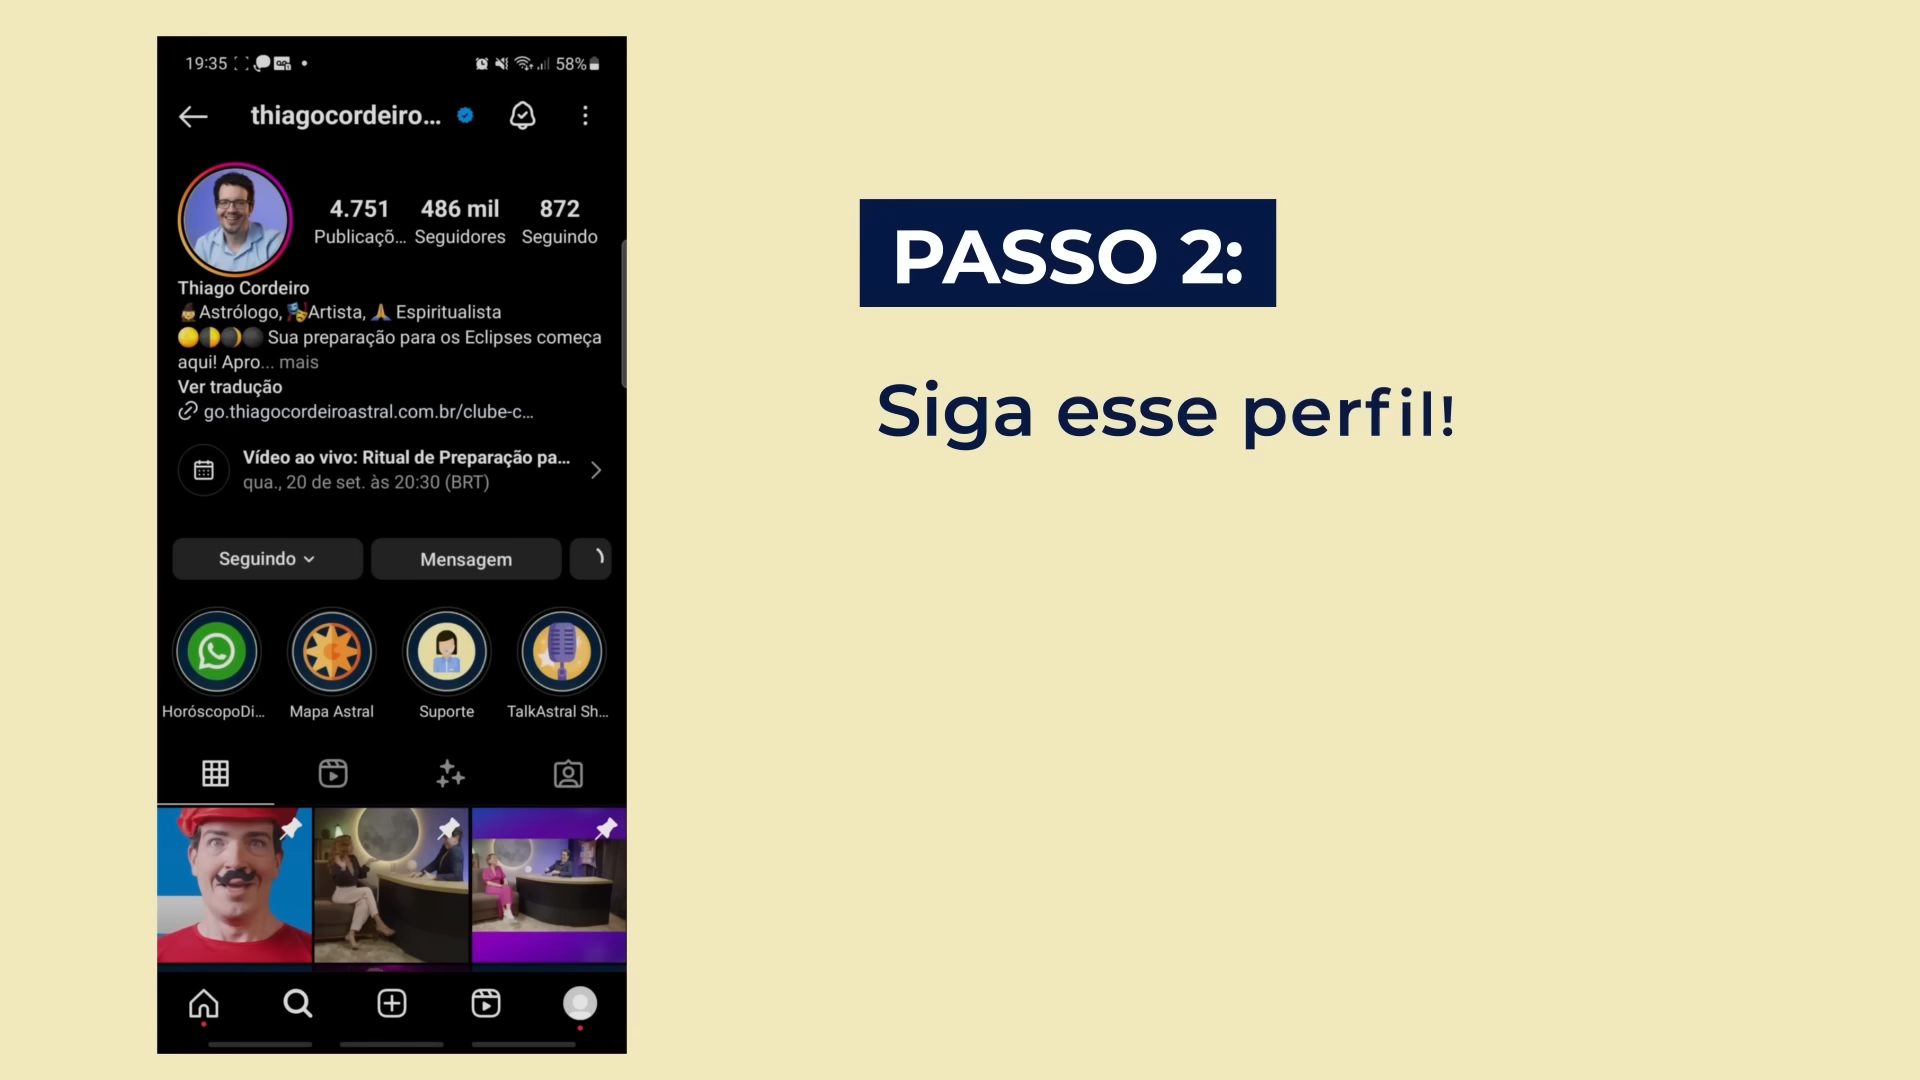 19:35
58%
thiagocordeiro...
4.751
486 mil
872
Publicaçõ...
Seguidores
Seguindo
Thiago Cordeiro
Astrólogo, Artista, Espiritualista
Sua preparação para os Eclipses começa
aqui! Apro... mais
Ver tradução
go.thiagocordeiroastral.com.br/clube-c...
Vídeo ao vivo: Ritual de Preparação pa...
qua., 20 de set. às 20:30 (BRT)
Seguindo
Mensagem
HoróscopoDi...
Mapa Astral
Suporte
TalkAstral Sh...
PASSO 2:
Siga esse perfil!